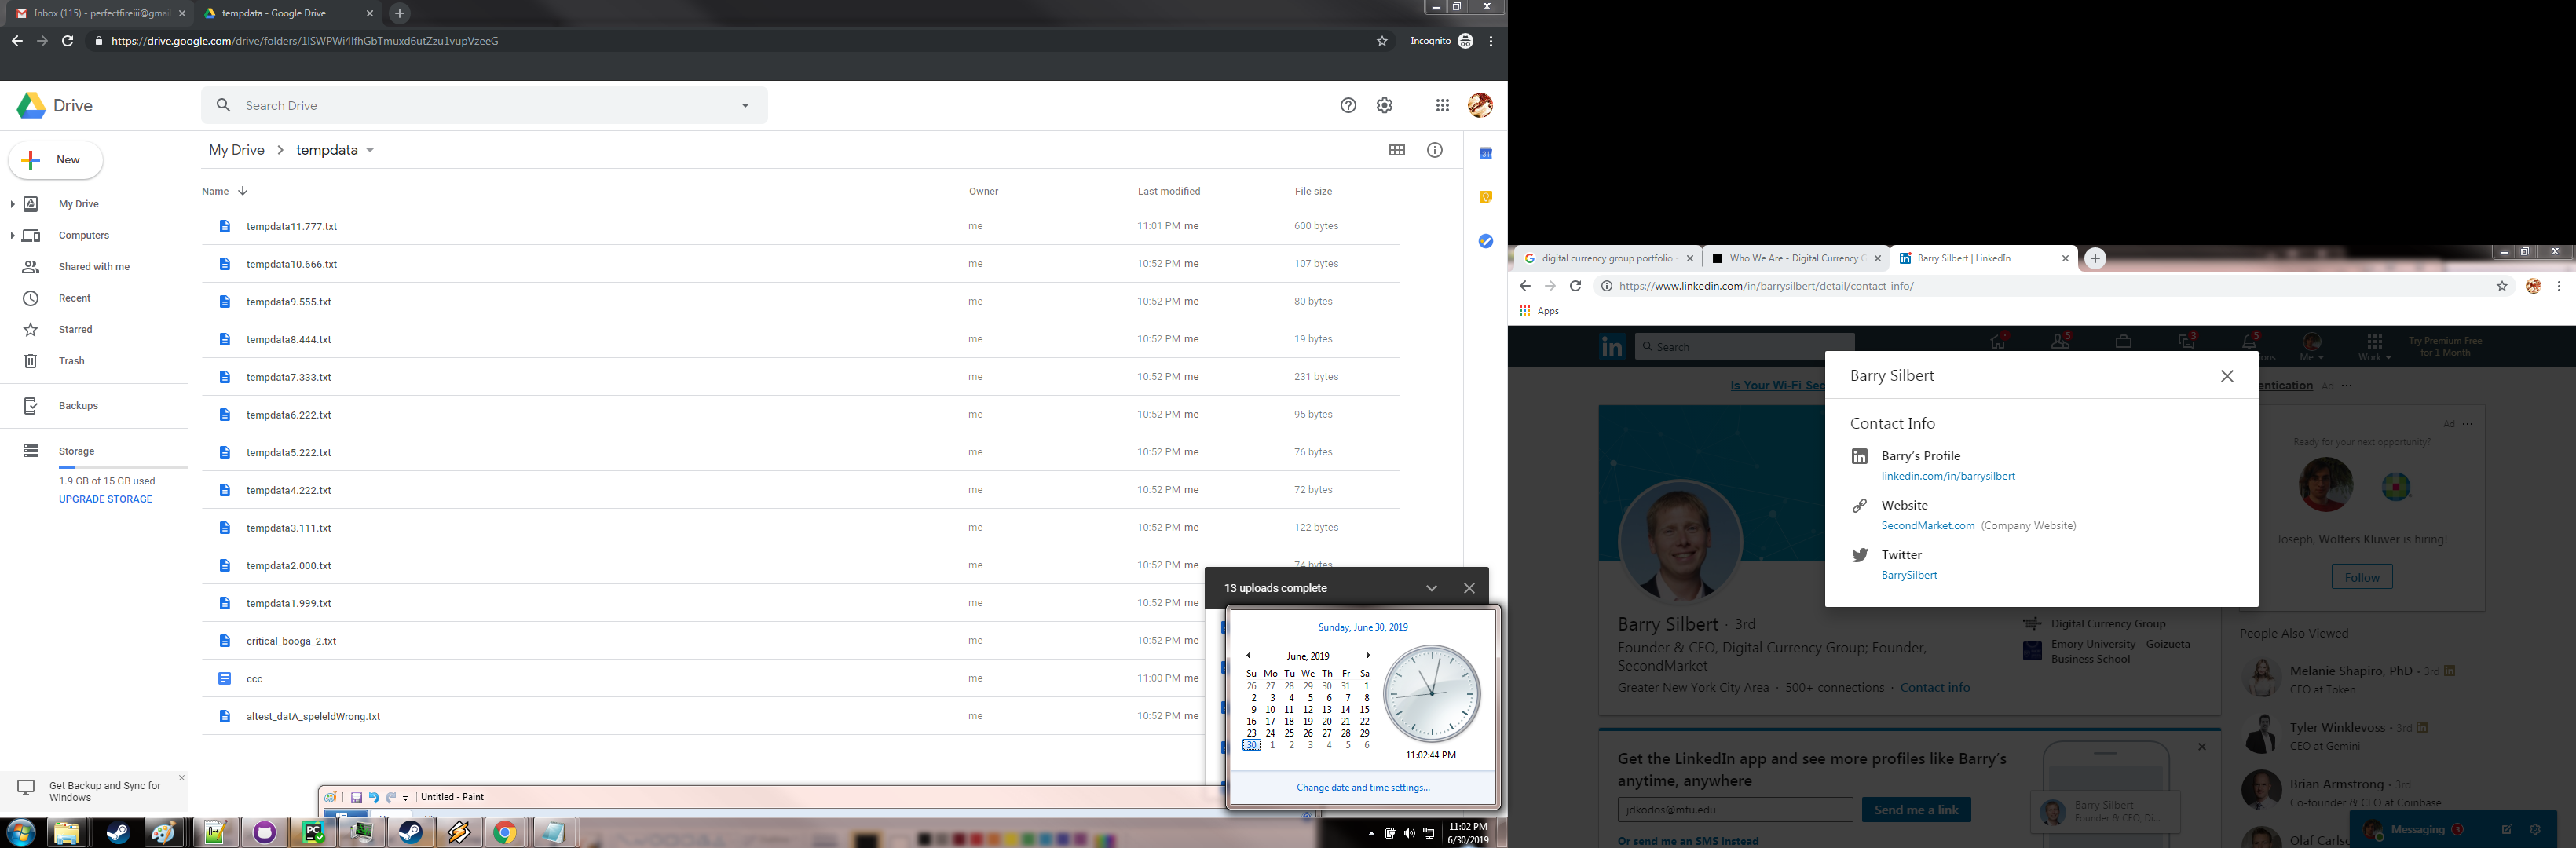 Inbox (115) - perfectfireiii@gmai
tempdata - Google Drive
https://drive.google.com/drive/folders/1lSWPWi4lfhGbTmuxd6utZzu1vupVzeeG
Incognito
Drive
Search Drive
New
My Drive
Computers
Shared with me
Recent
Starred
Trash
Backups
Storage
1.9 GB of 15 GB used
UPGRADE STORAGE
Get Backup and Sync for
Windows
My Drive > tempdata
Name Owner Last modified File size
tempdata11.777.txt me 11:01 PM me 600 bytes
tempdata10.666.txt me 10:52 PM me 107 bytes
tempdata9.555.txt me 10:52 PM me 80 bytes
tempdata8.444.txt me 10:52 PM me 19 bytes
tempdata7.333.txt me 10:52 PM me 231 bytes
tempdata6.222.txt me 10:52 PM me 95 bytes
tempdata5.222.txt me 10:52 PM me 76 bytes
tempdata4.222.txt me 10:52 PM me 72 bytes
tempdata3.111.txt me 10:52 PM me 122 bytes
tempdata2.000.txt me 10:52 PM me 74 bytes
tempdata1.999.txt me 10:52 PM me
critical_booga_2.txt me 10:52 PM me
ccc me 11:00 PM me
altest_datA_speleldWrong.txt me 10:52 PM me
31
13 uploads complete
Sunday, June 30, 2019
June, 2019
Su Mo Tu We Th Fr Sa
26 27 28 29 30 31 1
2 3 4 5 6 7 8
9 10 11 12 13 14 15
16 17 18 19 20 21 22
23 24 25 26 27 28 29
30 1 2 3 4 5 6
11:02:44 PM
Change date and time settings...
Untitled - Paint
PC
11:02 PM
6/30/2019
digital currency group portfolio
Who We Are - Digital Currency G
Barry Silbert | LinkedIn
https://www.linkedin.com/in/barrysilbert/detail/contact-info/
Apps
in
Search
5
3
5
ons
Me
Work
Try Premium Free
for 1 Month
Is Your Wi-Fi Sec
entication Ad
Barry Silbert
Contact Info
Barry's Profile
linkedin.com/in/barrysilbert
Website
SecondMarket.com (Company Website)
Twitter
BarrySilbert
Ad
Ready for your next opportunity?
Joseph, Wolters Kluwer is hiring!
Follow
Barry Silbert · 3rd
Founder & CEO, Digital Currency Group; Founder,
SecondMarket
Greater New York City Area · 500+ connections · Contact info
Digital Currency Group
Emory University - Goizueta
Business School
People Also Viewed
Melanie Shapiro, PhD · 3rd
CEO at Token
Tyler Winklevoss · 3rd
CEO at Gemini
Brian Armstrong · 3rd
Co-founder & CEO at Coinbase
Olaf Carlso
Get the LinkedIn app and see more profiles like Barry's
anytime, anywhere
jdkodos@mtu.edu
Send me a link
Or send me an SMS instead
Barry Silbert
Founder & CEO, Di...
Messaging 3